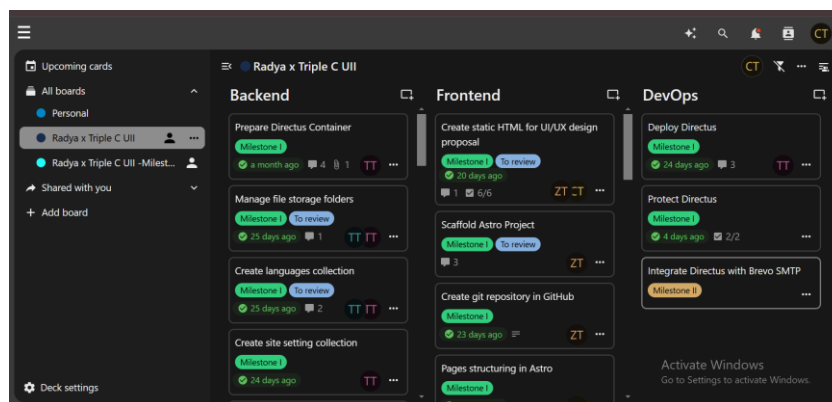 CT
Upcoming cards
All boards
Personal
Radya x Triple C UII
Radya x Triple C UII -Milest...
Shared with you
Add board
Deck settings
Radya x Triple C UII
CT
Backend
Prepare Directus Container
Milestone I
a month ago 4 1 TT
Manage file storage folders
Milestone I To review
25 days ago 1 TT TT
Create languages collection
Milestone I To review
25 days ago 2 TT TT
Create site setting collection
Milestone I
24 days ago TT
Frontend
Create static HTML for UI/UX design
proposal
Milestone I To review
20 days ago
1 6/6 ZT CT
Scaffold Astro Project
Milestone I To review
3 ZT
Create git repository in GitHub
Milestone I
23 days ago ZT
Pages structuring in Astro
Milestone I
DevOps
Deploy Directus
Milestone I
24 days ago 3 TT
Protect Directus
Milestone I
4 days ago 2/2
Integrate Directus with Brevo SMTP
Milestone II
Activate Windows
Go to Settings to activate Windows.